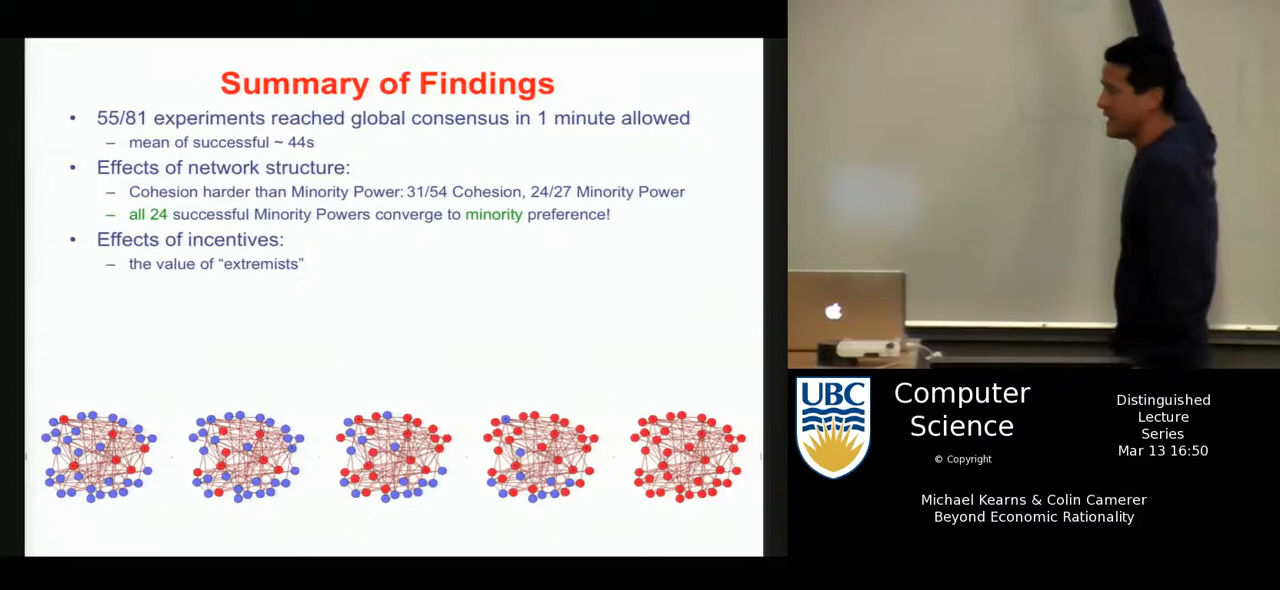 Summary of Findings
• 55/81 experiments reached global consensus in 1 minute allowed
– mean of successful ~ 44s
• Effects of network structure:
– Cohesion harder than Minority Power: 31/54 Cohesion, 24/27 Minority Power
– all 24 successful Minority Powers converge to minority preference!
• Effects of incentives:
– the value of “extremists”
UBC
Computer
Science
© Copyright
Distinguished
Lecture
Series
Mar 13 16:50
Michael Kearns & Colin Camerer
Beyond Economic Rationality